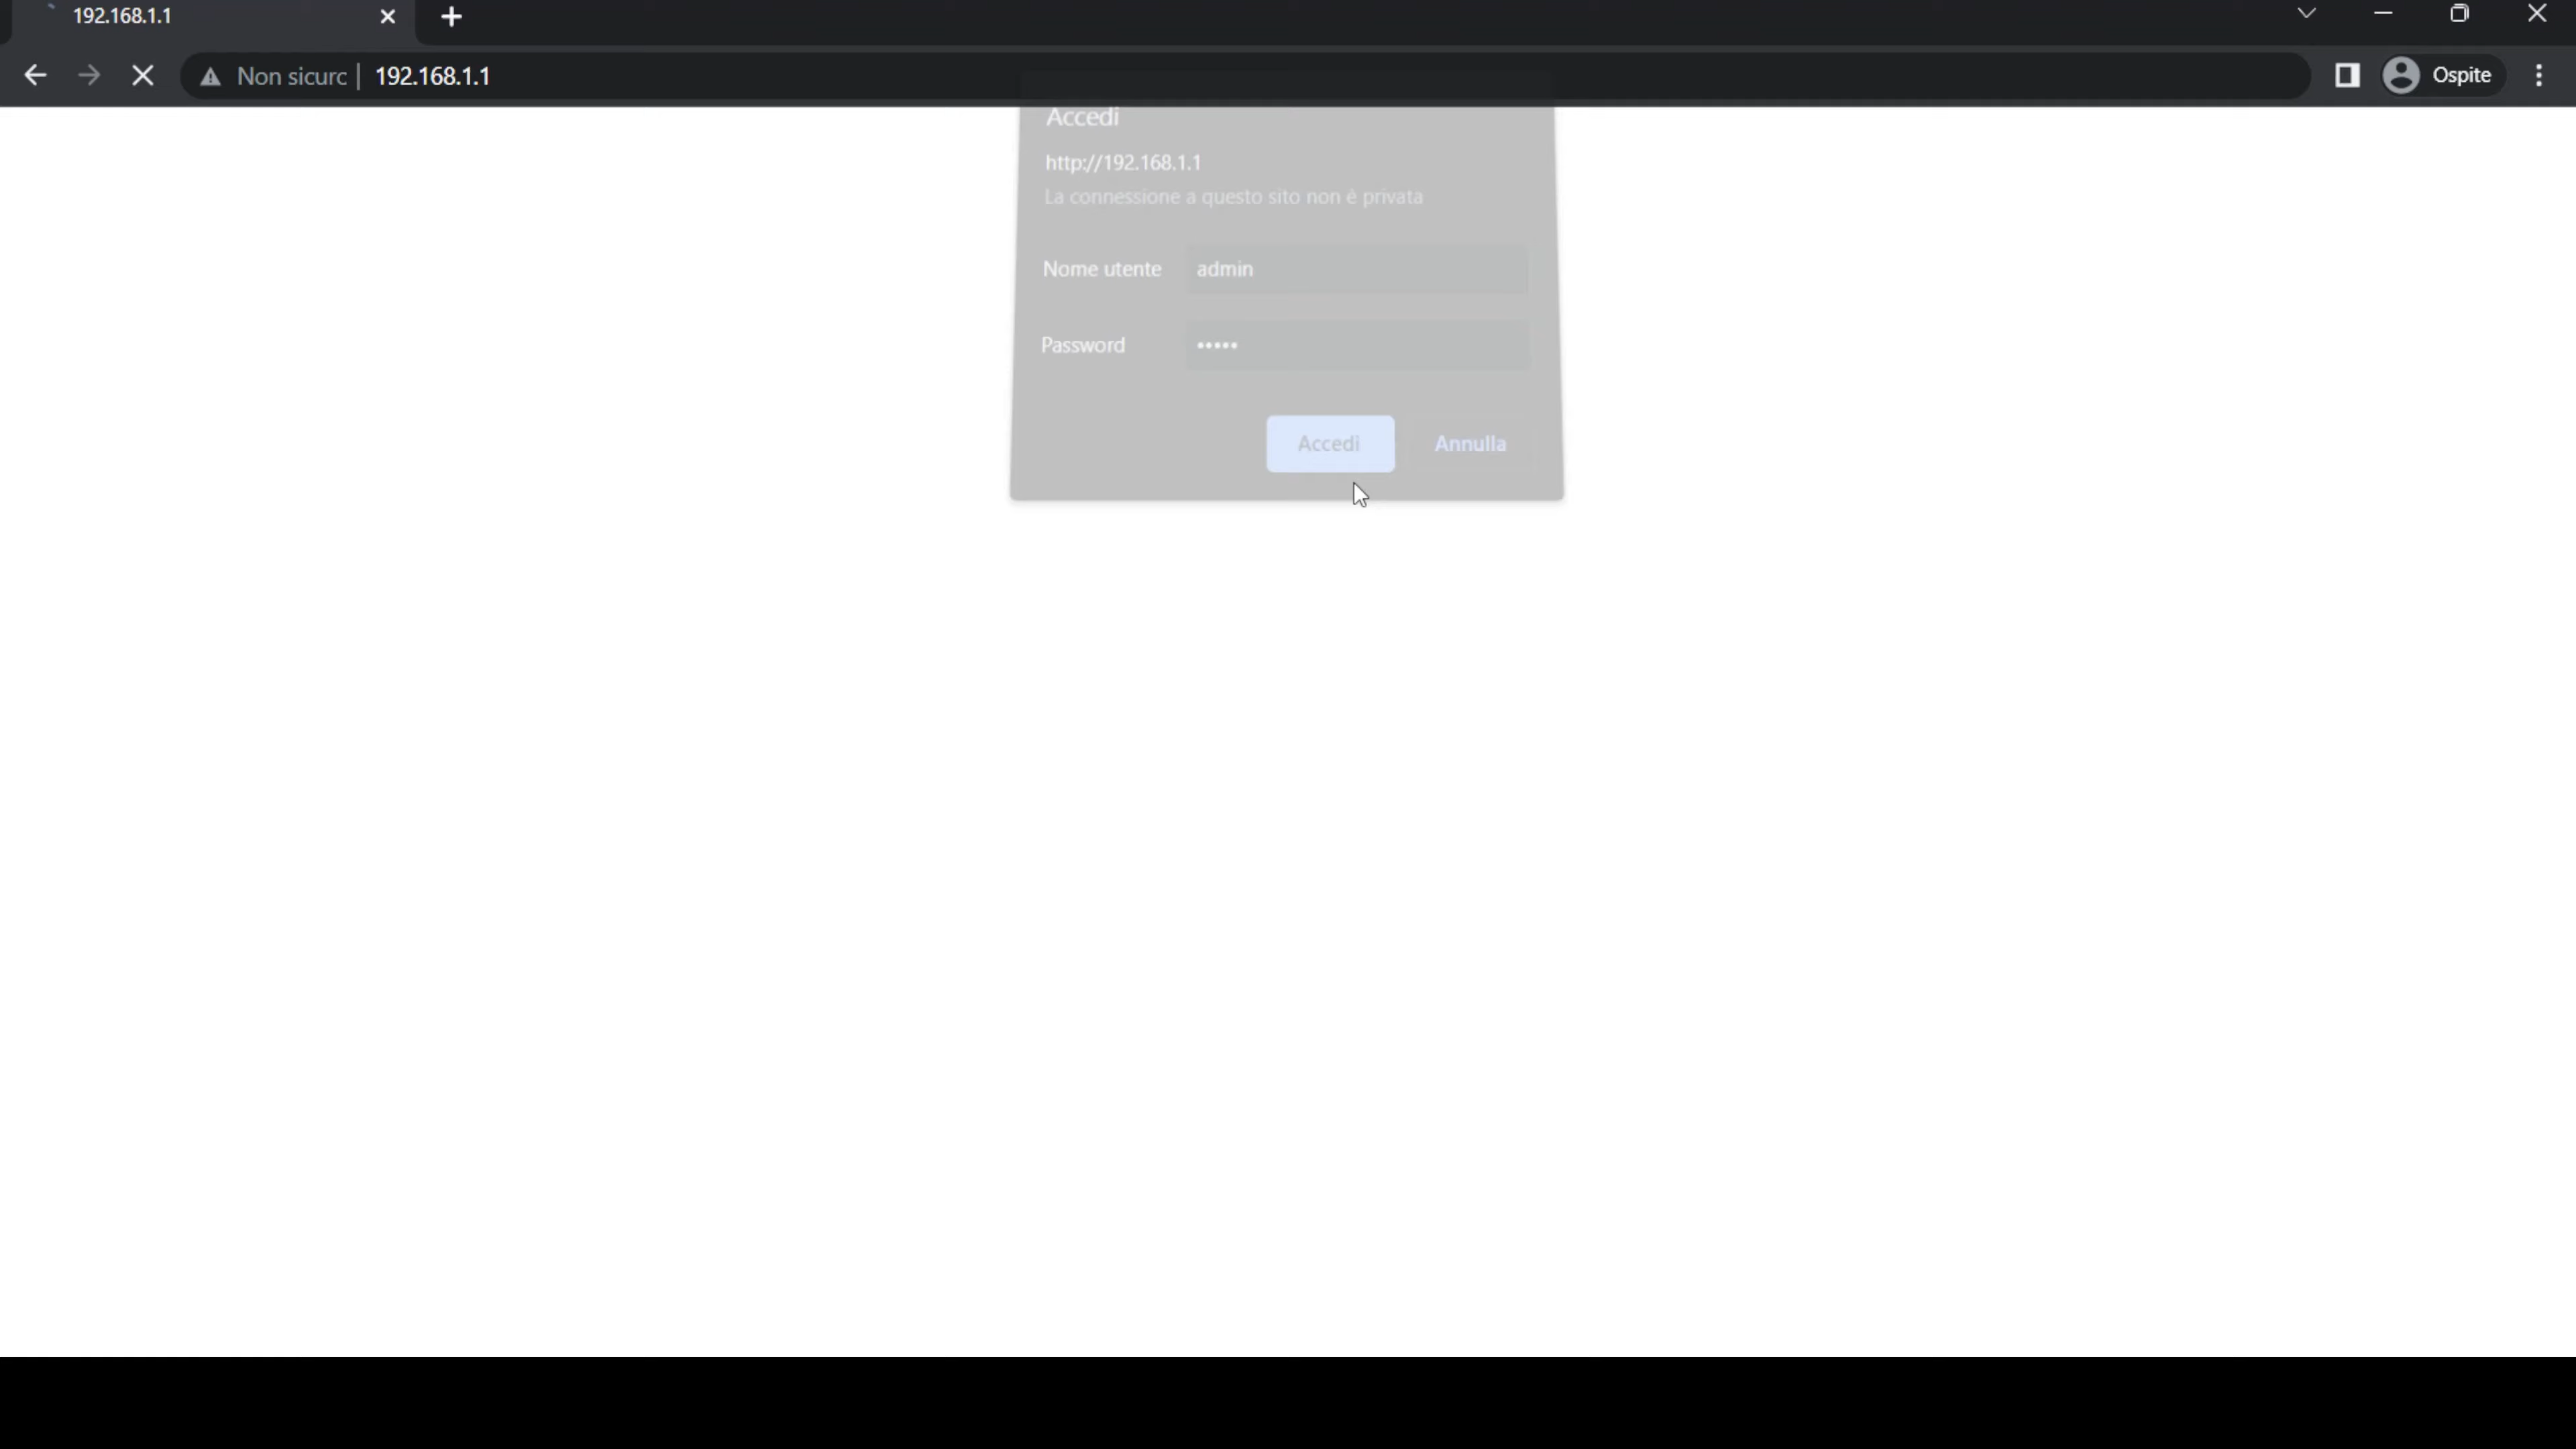 192.168.1.1
Non sicuro 192.168.1.1
Ospite
Accedi
http://192.168.1.1
La connessione a questo sito non è privata
Nome utente admin
Password •••••
Accedi Annulla